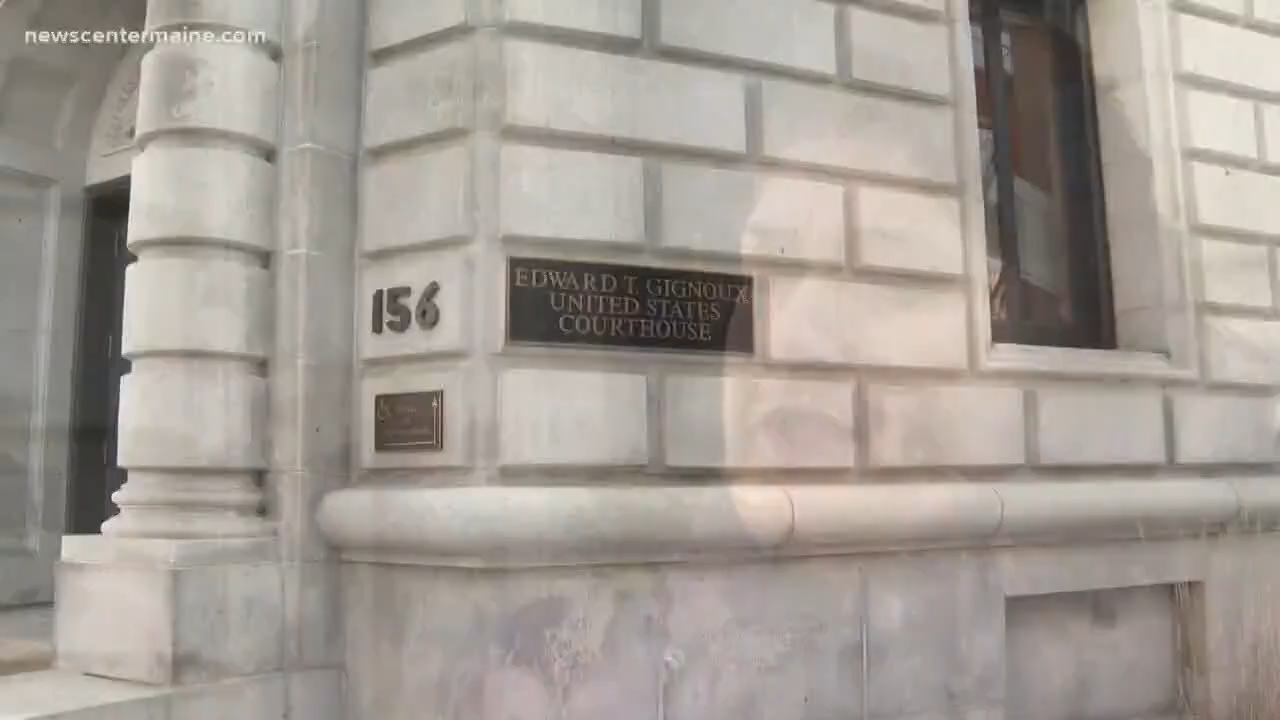 newscentermaine.com
156
EDWARD T. GIGNOUX
UNITED STATES
COURTHOUSE